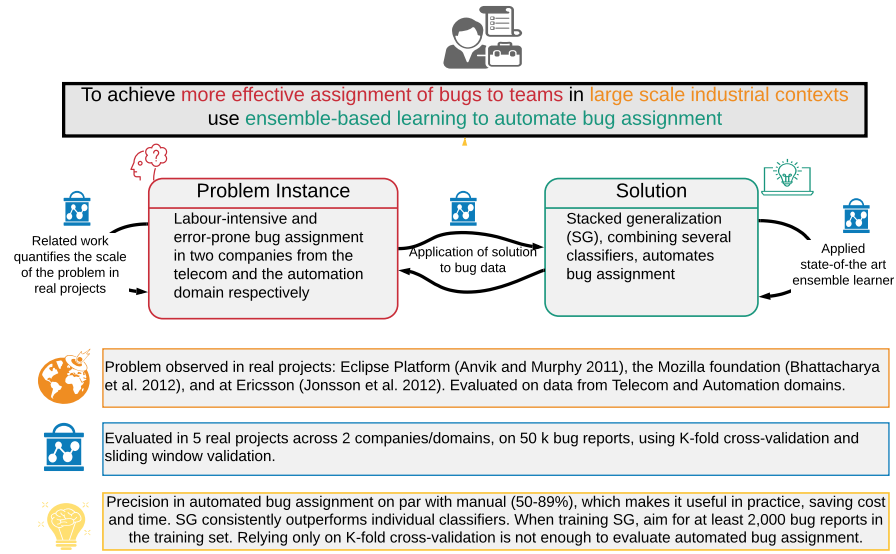 To achieve more effective assignment of bugs to teams in large scale industrial contexts
use ensemble-based learning to automate bug assignment
?
Problem Instance
Labour-intensive and
error-prone bug assignment
in two companies from the
telecom and the automation
domain respectively
Solution
Stacked generalization
(SG), combining several
classifiers, automates
bug assignment
Related work
quantifies the scale
of the problem in
real projects
Application of solution
to bug data
Applied
state-of-the art
ensemble learner
Problem observed in real projects: Eclipse Platform (Anvik and Murphy 2011), the Mozilla foundation (Bhattacharya
et al. 2012), and at Ericsson (Jonsson et al. 2012). Evaluated on data from Telecom and Automation domains.
Evaluated in 5 real projects across 2 companies/domains, on 50 k bug reports, using K-fold cross-validation and
sliding window validation.
Precision in automated bug assignment on par with manual (50-89%), which makes it useful in practice, saving cost
and time. SG consistently outperforms individual classifiers. When training SG, aim for at least 2,000 bug reports in
the training set. Relying only on K-fold cross-validation is not enough to evaluate automated bug assignment.